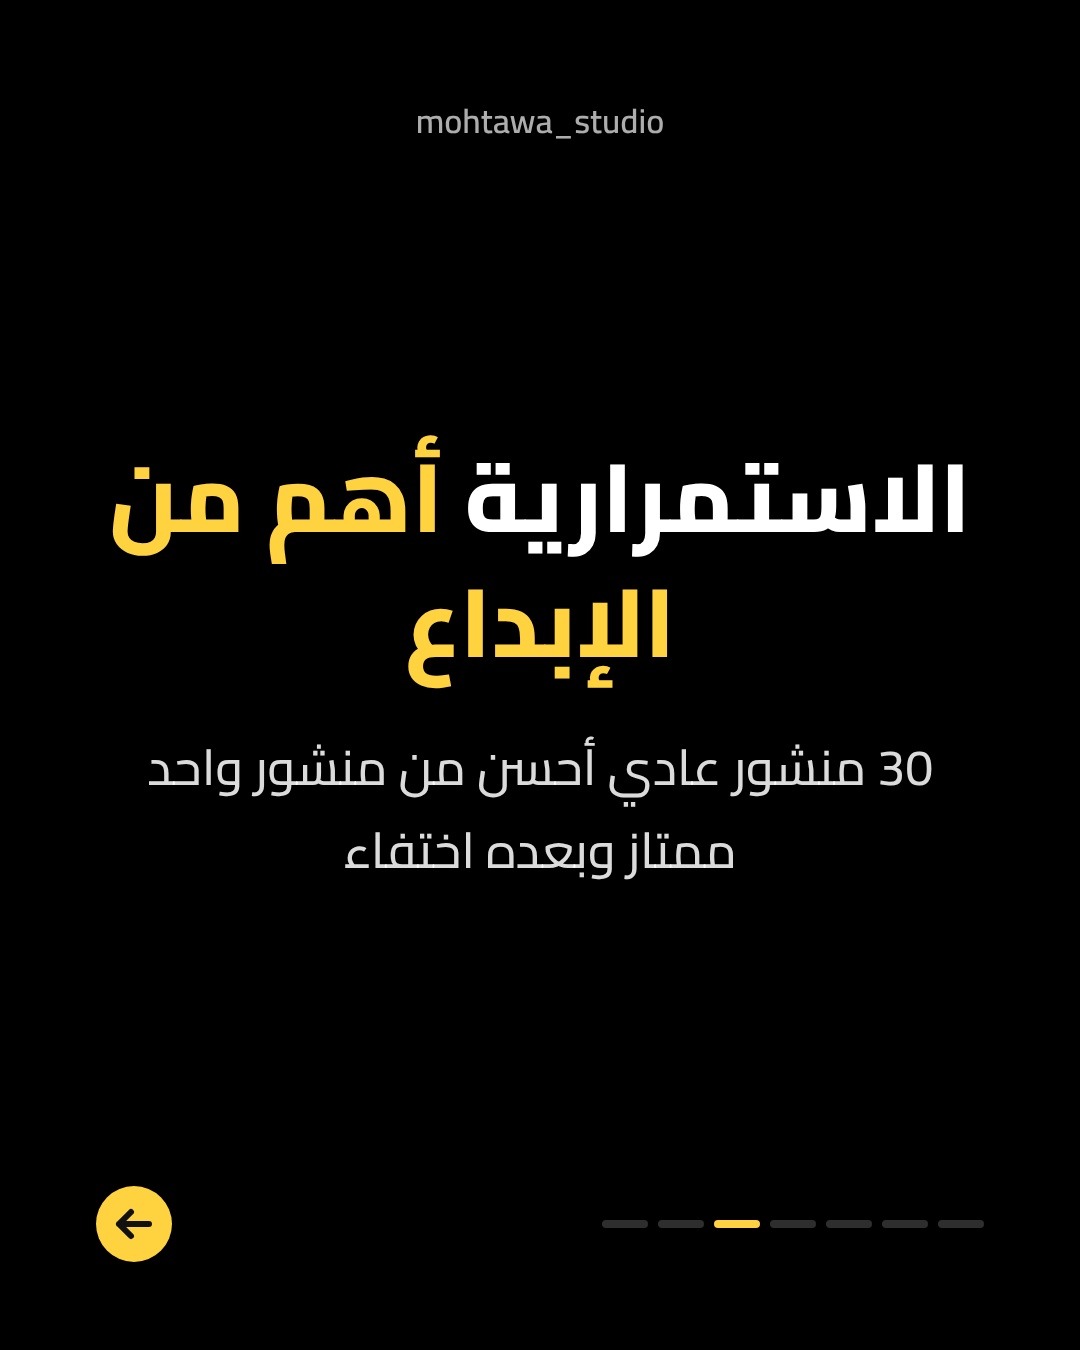 mohtawa_studio
الاستمرارية أهم من
الإبداع
30 منشور عادي أحسن من منشور واحد
ممتاز وبعده اختفاء